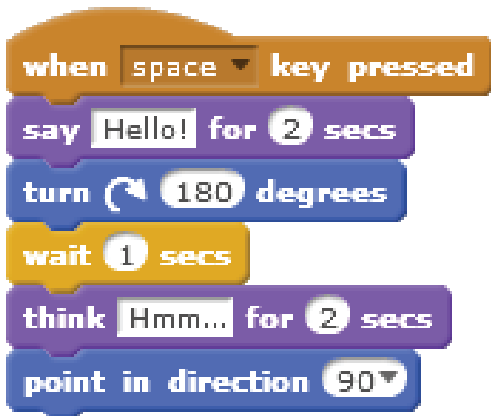 when space key pressed
say Hello! for 2 secs
turn 180 degrees
wait 1 secs
think Hmm... for 2 secs
point in direction 90